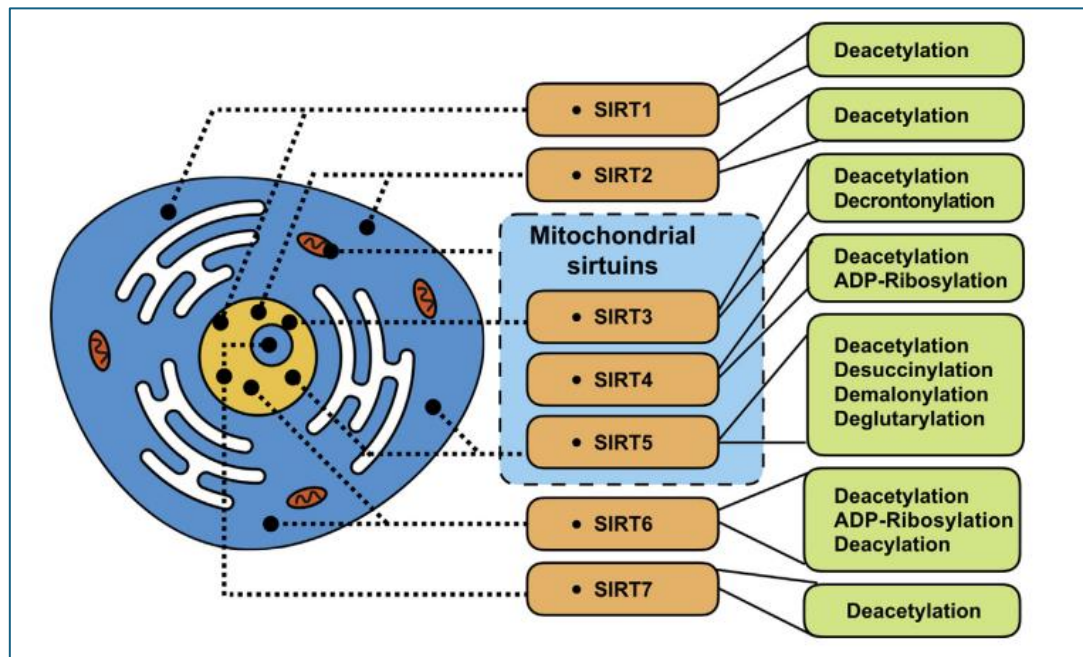 Deacetylation
• SIRT1
Deacetylation
• SIRT2
Deacetylation
Decrontonylation
Mitochondrial
sirtuins
Deacetylation
ADP-Ribosylation
• SIRT3
• SIRT4
Deacetylation
Desuccinylation
Demalonylation
Deglutarylation
• SIRT5
Deacetylation
ADP-Ribosylation
Deacylation
• SIRT6
• SIRT7
Deacetylation